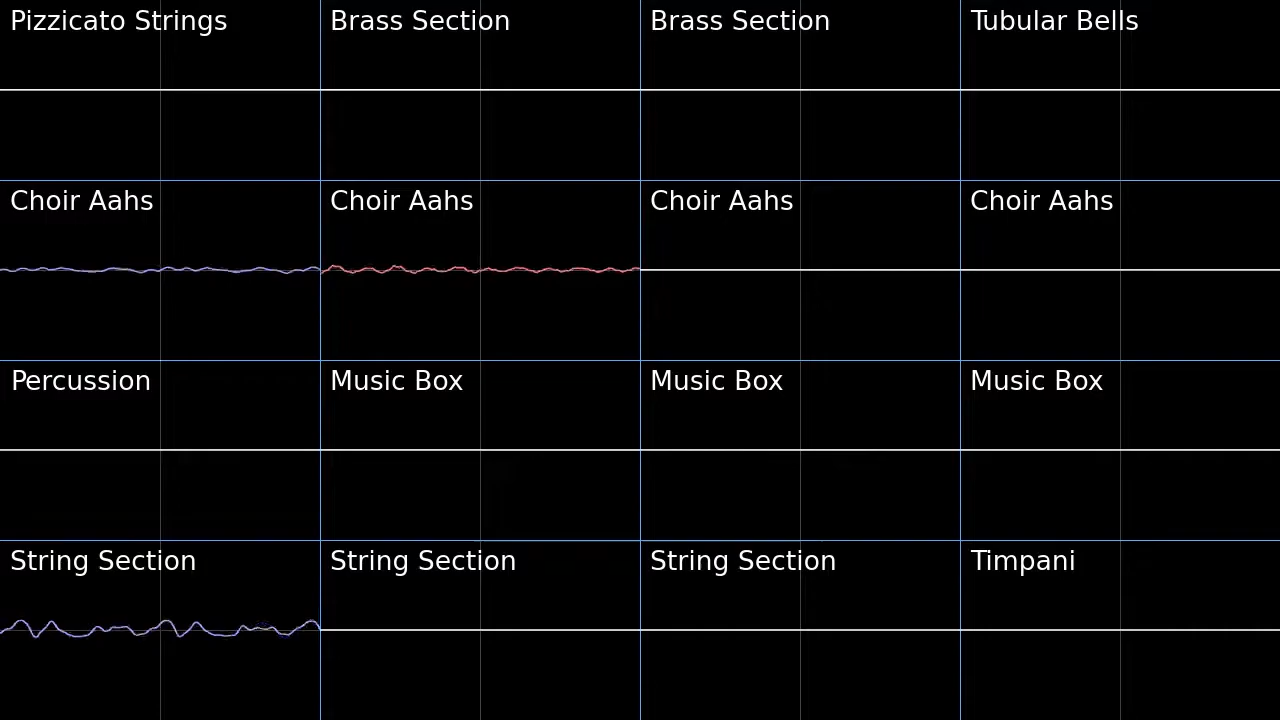 Pizzicato Strings
Brass Section
Brass Section
Tubular Bells
Choir Aahs
Choir Aahs
Choir Aahs
Choir Aahs
Percussion
Music Box
Music Box
Music Box
String Section
String Section
String Section
Timpani